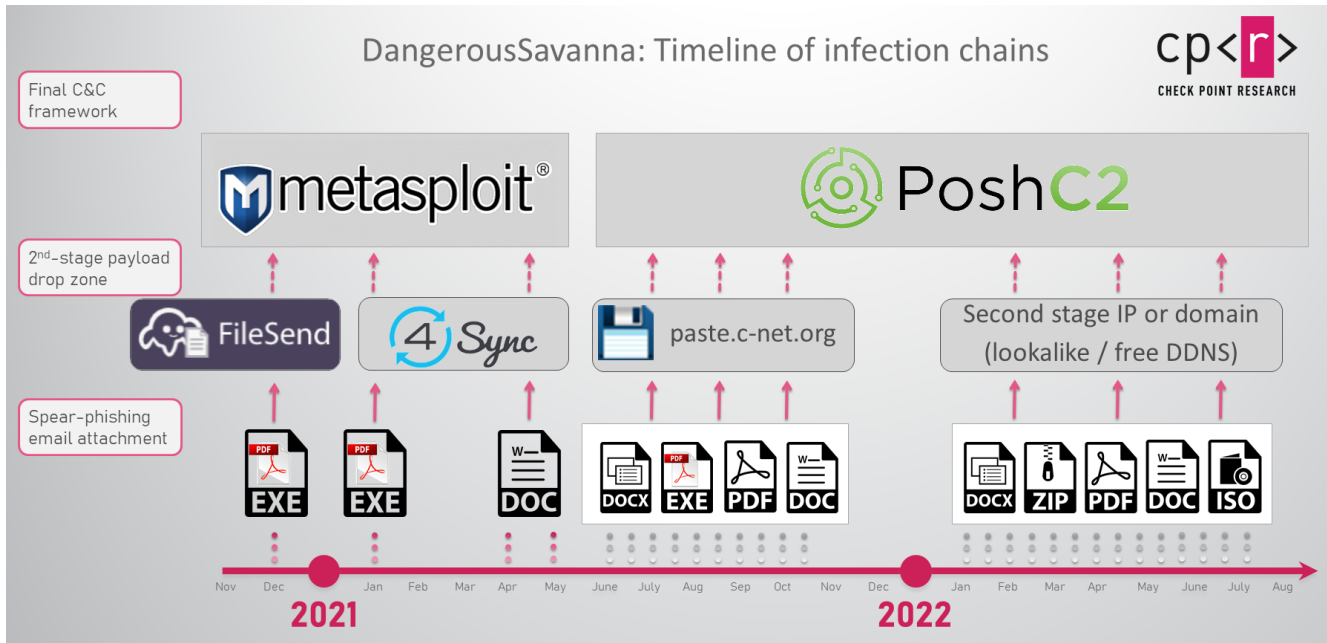 DangerousSavanna: Timeline of infection chains
cp<r>
CHECK POINT RESEARCH
Final C&C
framework
metasploit®
PoshC2
2nd-stage payload
drop zone
FileSend
4 Sync
paste.c-net.org
Second stage IP or domain
(lookalike / free DDNS)
Spear-phishing
email attachment
PDF
EXE
PDF
EXE
W
DOC
DOCX
PDF
EXE
PDF
W
DOC
DOCX
ZIP
PDF
W
DOC
ISO
Nov Dec Jan Feb Mar Apr May June July Aug Sep Oct Nov Dec Jan Feb Mar Apr May June July Aug
2021 2022